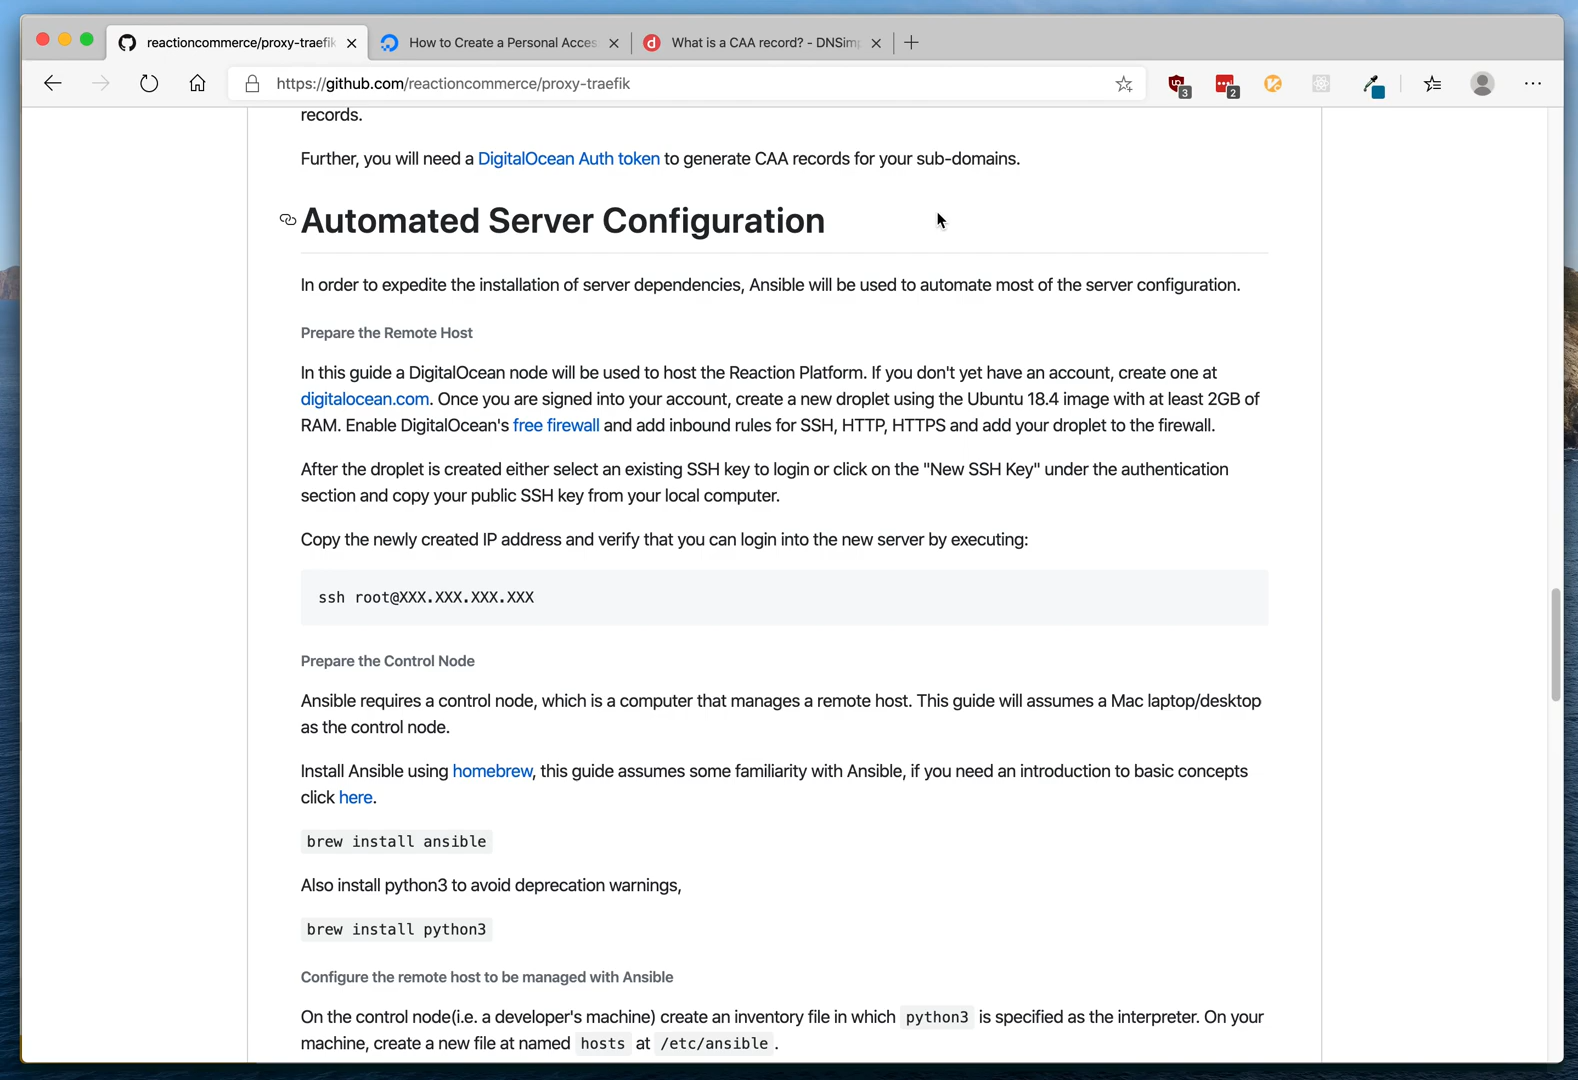 reactioncommerce/proxy-traefik
How to Create a Personal Acces
What is a CAA record? - DNSim
https://github.com/reactioncommerce/proxy-traefik
3
2
records.
Further, you will need a DigitalOcean Auth token to generate CAA records for your sub-domains.
Automated Server Configuration
In order to expedite the installation of server dependencies, Ansible will be used to automate most of the server configuration.
Prepare the Remote Host
In this guide a DigitalOcean node will be used to host the Reaction Platform. If you don't yet have an account, create one at
digitalocean.com. Once you are signed into your account, create a new droplet using the Ubuntu 18.4 image with at least 2GB of
RAM. Enable DigitalOcean's free firewall and add inbound rules for SSH, HTTP, HTTPS and add your droplet to the firewall.
After the droplet is created either select an existing SSH key to login or click on the "New SSH Key" under the authentication
section and copy your public SSH key from your local computer.
Copy the newly created IP address and verify that you can login into the new server by executing:
ssh root@XXX.XXX.XXX.XXX
Prepare the Control Node
Ansible requires a control node, which is a computer that manages a remote host. This guide will assumes a Mac laptop/desktop
as the control node.
Install Ansible using homebrew, this guide assumes some familiarity with Ansible, if you need an introduction to basic concepts
click here.
brew install ansible
Also install python3 to avoid deprecation warnings,
brew install python3
Configure the remote host to be managed with Ansible
On the control node(i.e. a developer's machine) create an inventory file in which python3 is specified as the interpreter. On your
machine, create a new file at named hosts at /etc/ansible .